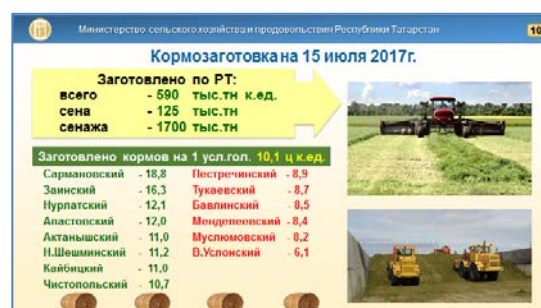 Министерство сельского хозяйства и продовольствия Республики Татарстан
10
Кормозаготовка на 15 июля 2017г.
Заготовлено по РТ:
всего - 590 тыс.тн к.ед.
сена - 125 тыс.тн
сенажа - 1700 тыс.тн
Заготовлено кормов на 1 усл.гол. 10,1 ц к.ед.
Сармановский - 18,8 Пестречинский - 8,9
Заинский - 16,3 Тукаевский - 8,7
Нурлатский - 12,1 Бавлинский - 8,5
Апастовский - 12,0 Менделеевский - 8,4
Актанышский - 11,0 Муслюмовский - 8,2
Н.Шешминский - 11,2 В.Услонский - 6,1
Кайбицкий - 11,0
Чистопольский - 10,7